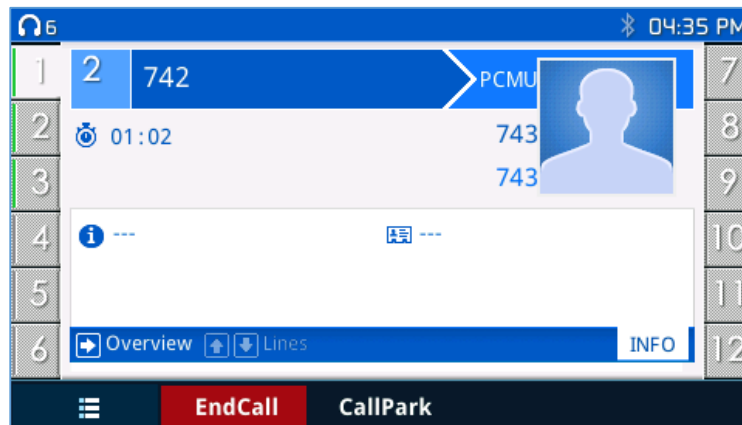 6 04:35 PM
1 2 742 PCMU 7
2 01:02 743 8
3 743 9
4 --- --- 10
5 11
6 Overview Lines INFO 12
EndCall CallPark